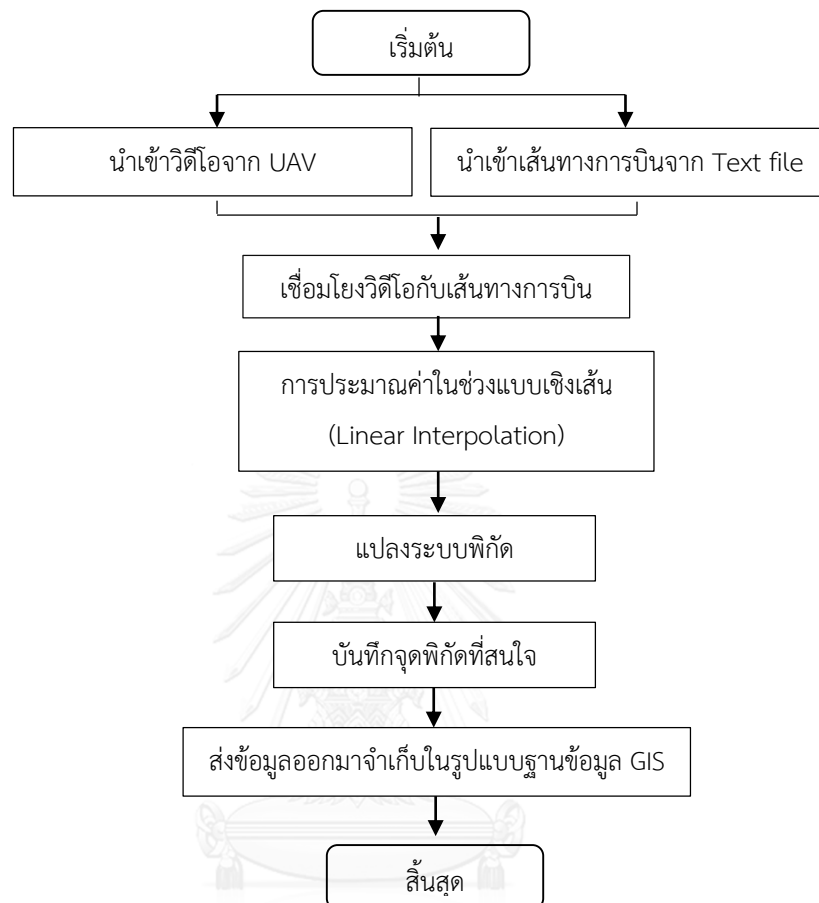 เริ่มต้น
นำเข้าวิดีโอจาก UAV
นำเข้าเส้นทางการบินจาก Text file
เชื่อมโยงวิดีโอกับเส้นทางการบิน
การประมาณค่าในช่วงแบบเชิงเส้น
(Linear Interpolation)
แปลงระบบพิกัด
บันทึกจุดพิกัดที่สนใจ
ส่งข้อมูลออกมาจำเก็บในรูปแบบฐานข้อมูล GIS
สิ้นสุด